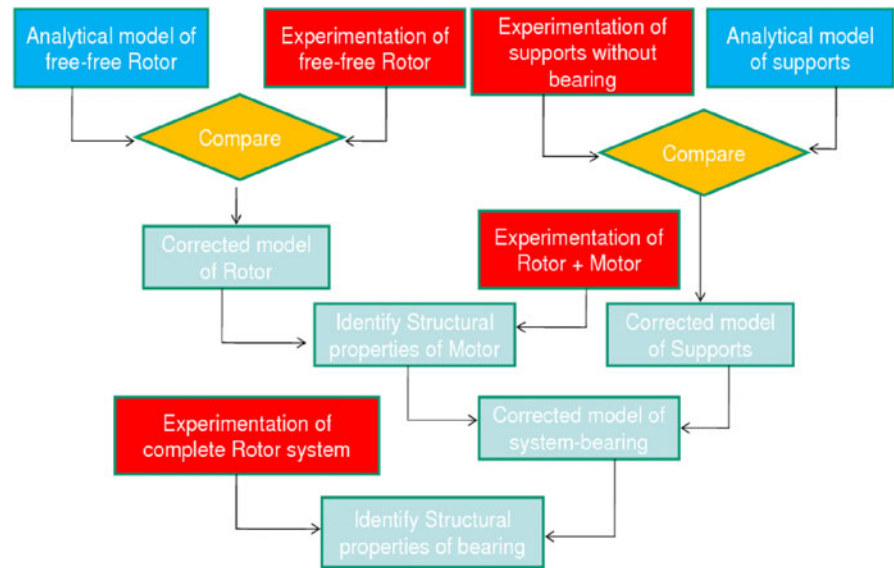 Analytical model of
free-free Rotor
Experimentation of
free-free Rotor
Experimentation of
supports without
bearing
Analytical model
of supports
Compare
Compare
Corrected model
of Rotor
Experimentation of
Rotor + Motor
Identify Structural
properties of Motor
Corrected model
of Supports
Experimentation of
complete Rotor system
Corrected model of
system-bearing
Identify Structural
properties of bearing